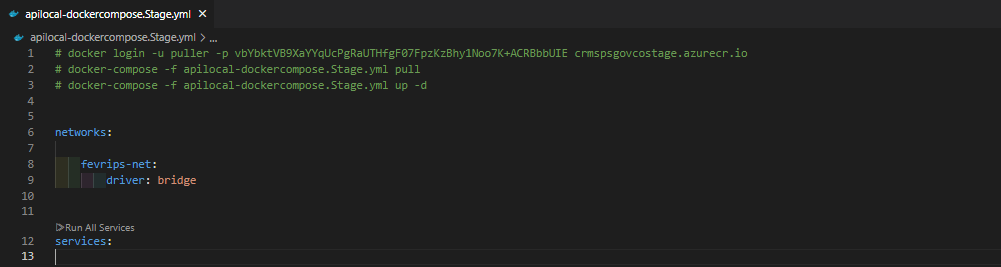 apilocal-dockercompose.Stage.yml ×
apilocal-dockercompose.Stage.yml > ...
1 # docker login -u puller -p vbYbktVB9XaYYqUcPgRaUTHfgF07FpzKzBhy1Noo7K+ACRBbbUIE crmspsgovcostage.azurecr.io
2 # docker-compose -f apilocal-dockercompose.Stage.yml pull
3 # docker-compose -f apilocal-dockercompose.Stage.yml up -d
4
5
6 networks:
7
8 fevrips-net:
9 driver: bridge
10
11
Run All Services
12 services:
13